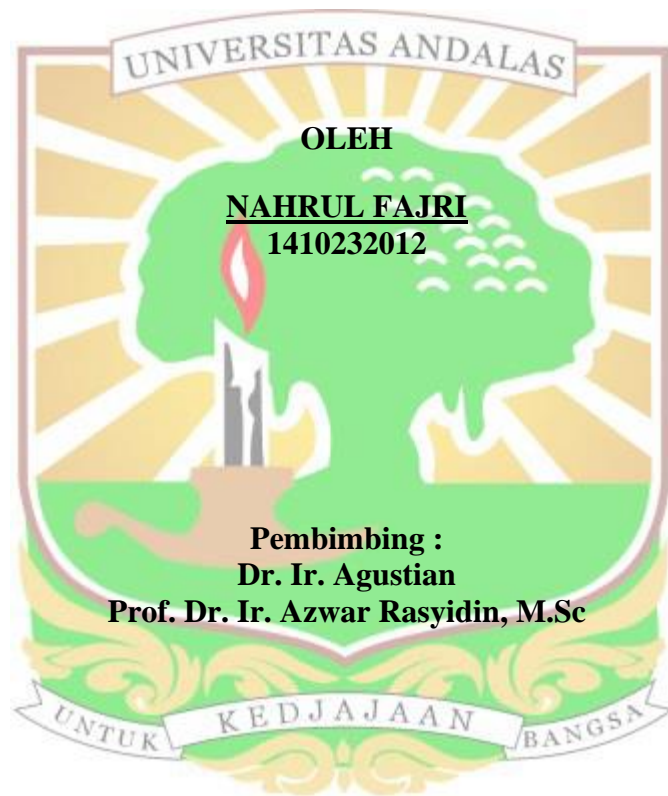 UNIVERSITAS ANDALAS
OLEH
NAHRUL FAJRI
1410232012
Pembimbing :
Dr. Ir. Agustian
Prof. Dr. Ir. Azwar Rasyidin, M.Sc
UNTUK KEDJAJAAN BANGSA